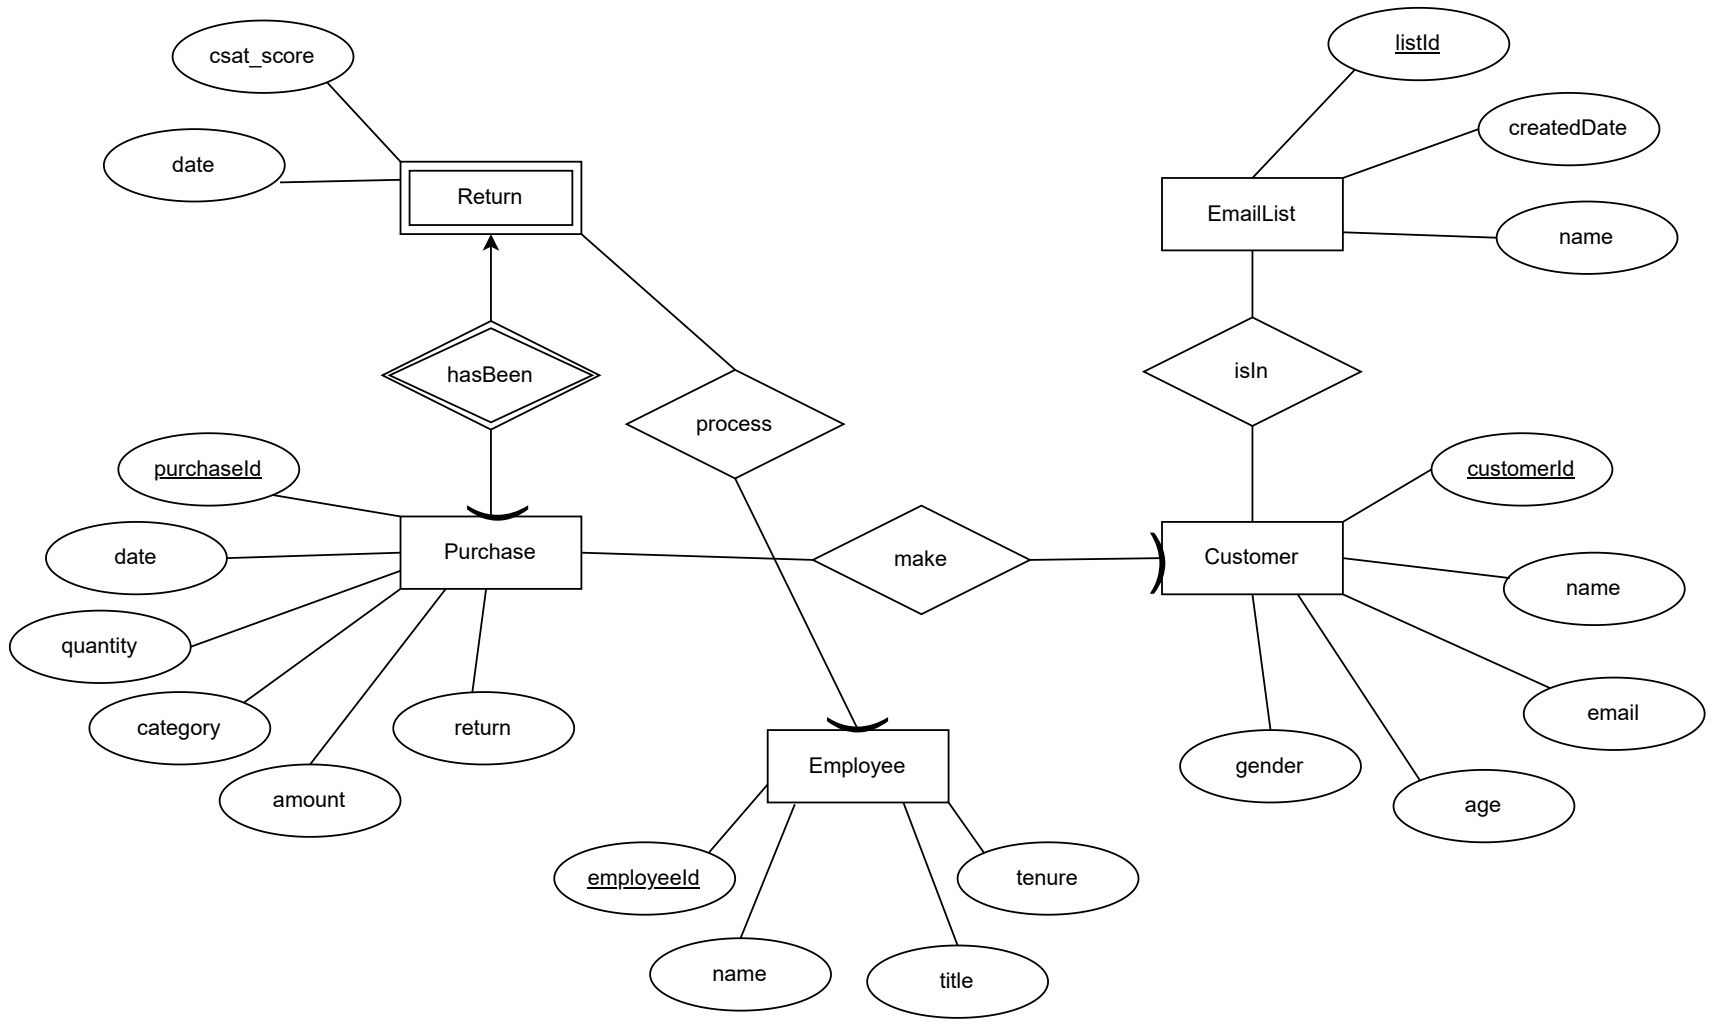 csat_score
date
Return
hasBeen
process
purchaseId
date
quantity
category
amount
return
Purchase
make
listId
createdDate
name
EmailList
isIn
Customer
customerId
name
email
age
gender
Employee
employeeId
name
title
tenure